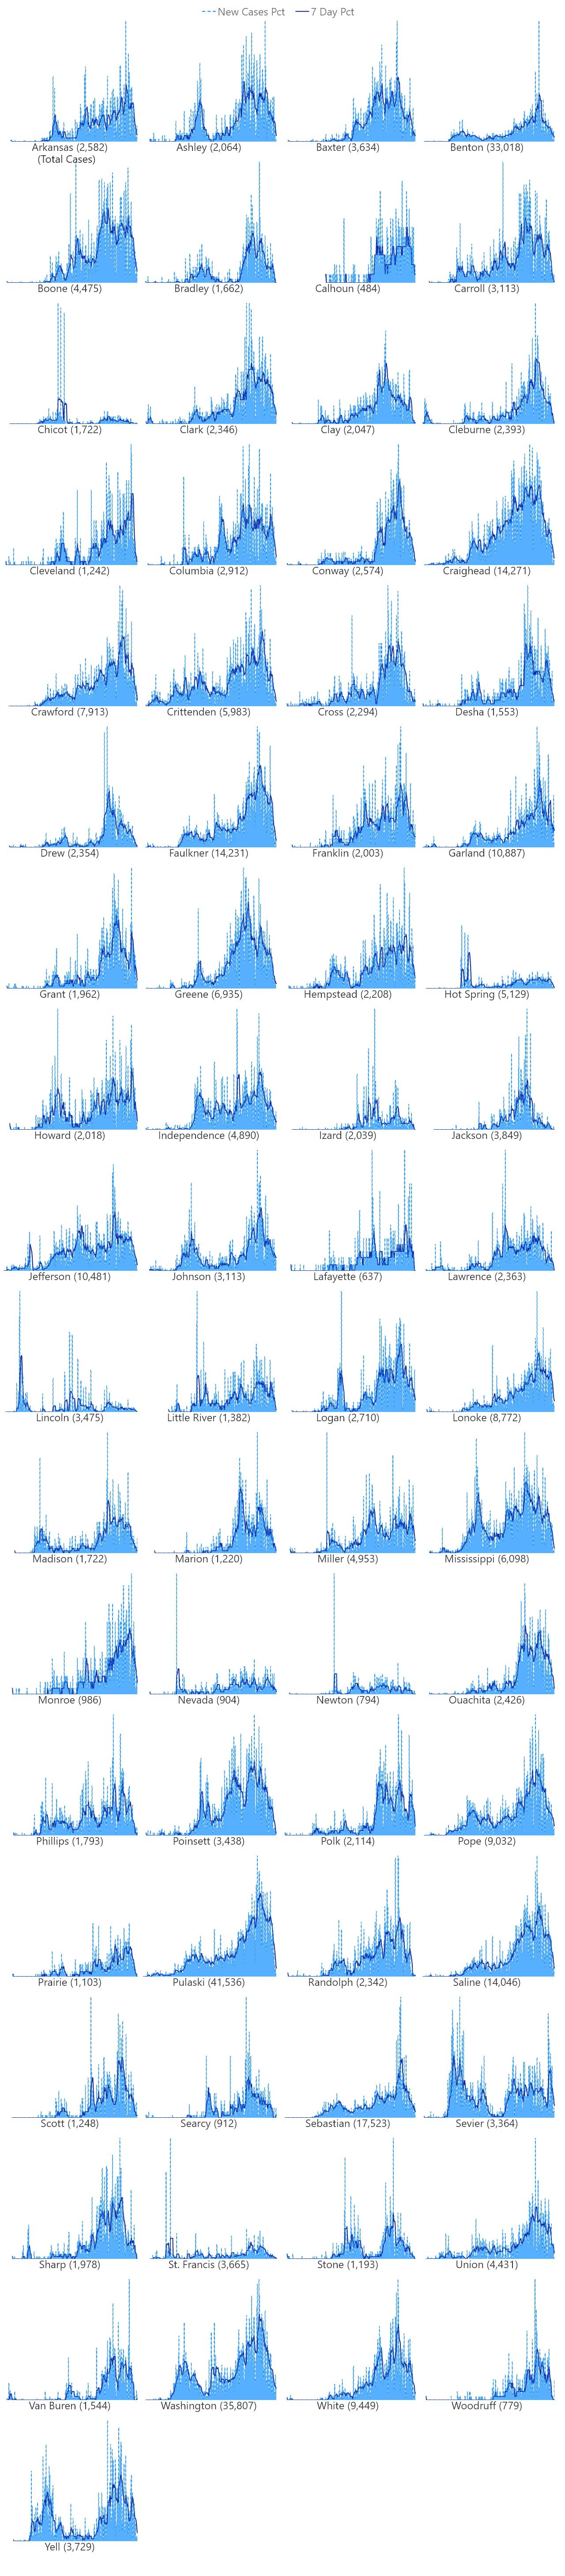 New Cases Pct 7 Day Pct
Arkansas (2,582) Ashley (2,064) Baxter (3,634) Benton (33,018)
(Total Cases)
Boone (4,475) Bradley (1,662) Calhoun (484) Carroll (3,113)
Chicot (1,722) Clark (2,346) Clay (2,047) Cleburne (2,393)
Cleveland (1,242) Columbia (2,912) Conway (2,574) Craighead (14,271)
Crawford (7,913) Crittenden (5,983) Cross (2,294) Desha (1,553)
Drew (2,354) Faulkner (14,231) Franklin (2,003) Garland (10,887)
Grant (1,962) Greene (6,935) Hempstead (2,208) Hot Spring (5,129)
Howard (2,018) Independence (4,890) Izard (2,039) Jackson (3,849)
Jefferson (10,481) Johnson (3,113) Lafayette (637) Lawrence (2,363)
Lincoln (3,475) Little River (1,382) Logan (2,710) Lonoke (8,772)
Madison (1,722) Marion (1,220) Miller (4,953) Mississippi (6,098)
Monroe (986) Nevada (904) Newton (794) Ouachita (2,426)
Phillips (1,793) Poinsett (3,438) Polk (2,114) Pope (9,032)
Prairie (1,103) Pulaski (41,536) Randolph (2,342) Saline (14,046)
Scott (1,248) Searcy (912) Sebastian (17,523) Sevier (3,364)
Sharp (1,978) St. Francis (3,665) Stone (1,193) Union (4,431)
Van Buren (1,544) Washington (35,807) White (9,449) Woodruff (779)
Yell (3,729)